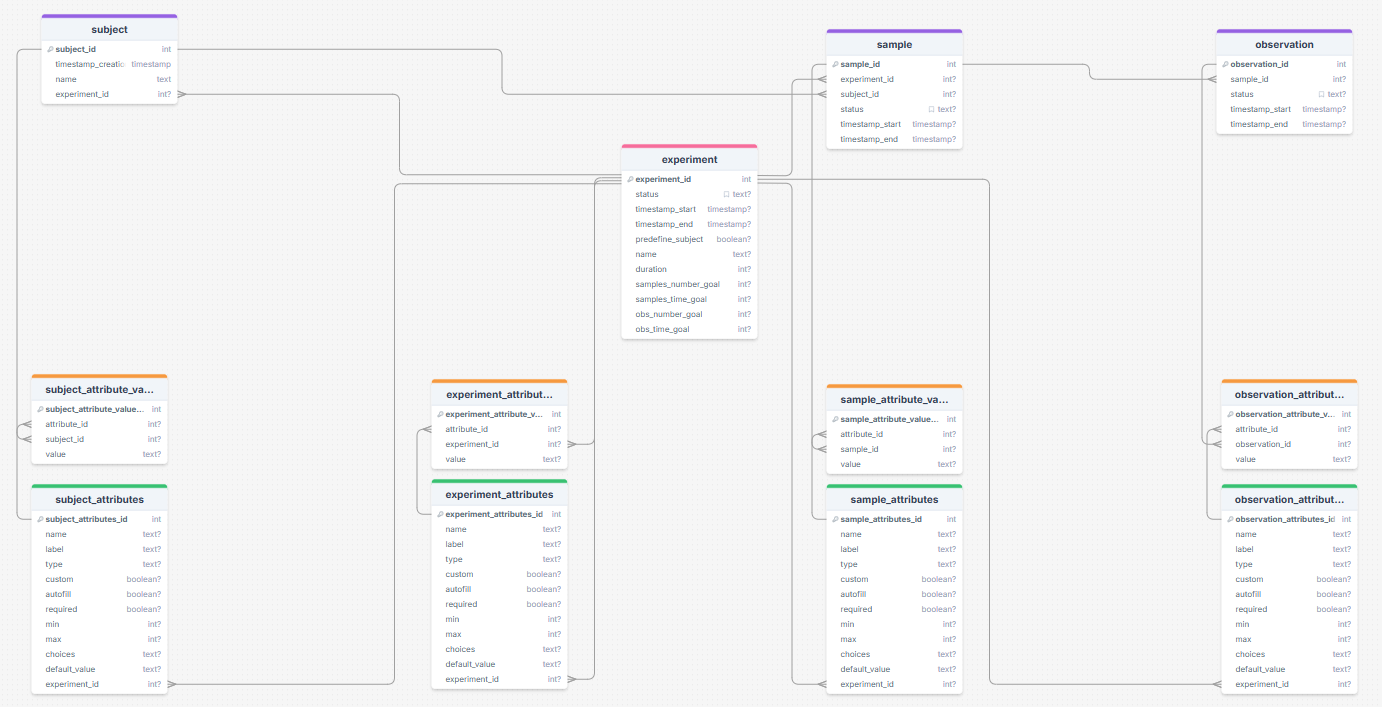 subject
subject_id int
timestamp_creatic timestamp
name text
experiment_id int?
sample
sample_id int
experiment_id int?
subject_id int?
status text?
timestamp_start timestamp?
timestamp_end timestamp?
observation
observation_id int
sample_id int?
status text?
timestamp_start timestamp?
timestamp_end timestamp?
experiment
experiment_id int
status text?
timestamp_start timestamp?
timestamp_end timestamp?
predefine_subject boolean?
name text?
duration int?
samples_number_goal int?
samples_time_goal int?
obs_number_goal int?
obs_time_goal int?
subject_attribute_va...
subject_attribute_value... int
attribute_id int?
subject_id int?
value text?
experiment_attribut...
experiment_attribute_v... int
attribute_id int?
experiment_id int?
value text?
sample_attribute_va...
sample_attribute_value... int
attribute_id int?
sample_id int?
value text?
observation_attribut...
observation_attribute_v... int
attribute_id int?
observation_id int?
value text?
subject_attributes
subject_attributes_id int
name text?
label text?
type text?
custom boolean?
autofill boolean?
required boolean?
min int?
max int?
choices text?
default_value text?
experiment_id int?
experiment_attributes
experiment_attributes_id int
name text?
label text?
type text?
custom boolean?
autofill boolean?
required boolean?
min int?
max int?
choices text?
default_value text?
experiment_id int?
sample_attributes
sample_attributes_id int
name text?
label text?
type text?
custom boolean?
autofill boolean?
required boolean?
min int?
max int?
choices text?
default_value text?
experiment_id int?
observation_attribut...
observation_attributes_id int
name text?
label text?
type text?
custom boolean?
autofill boolean?
required boolean?
min int?
max int?
choices text?
default_value text?
experiment_id int?